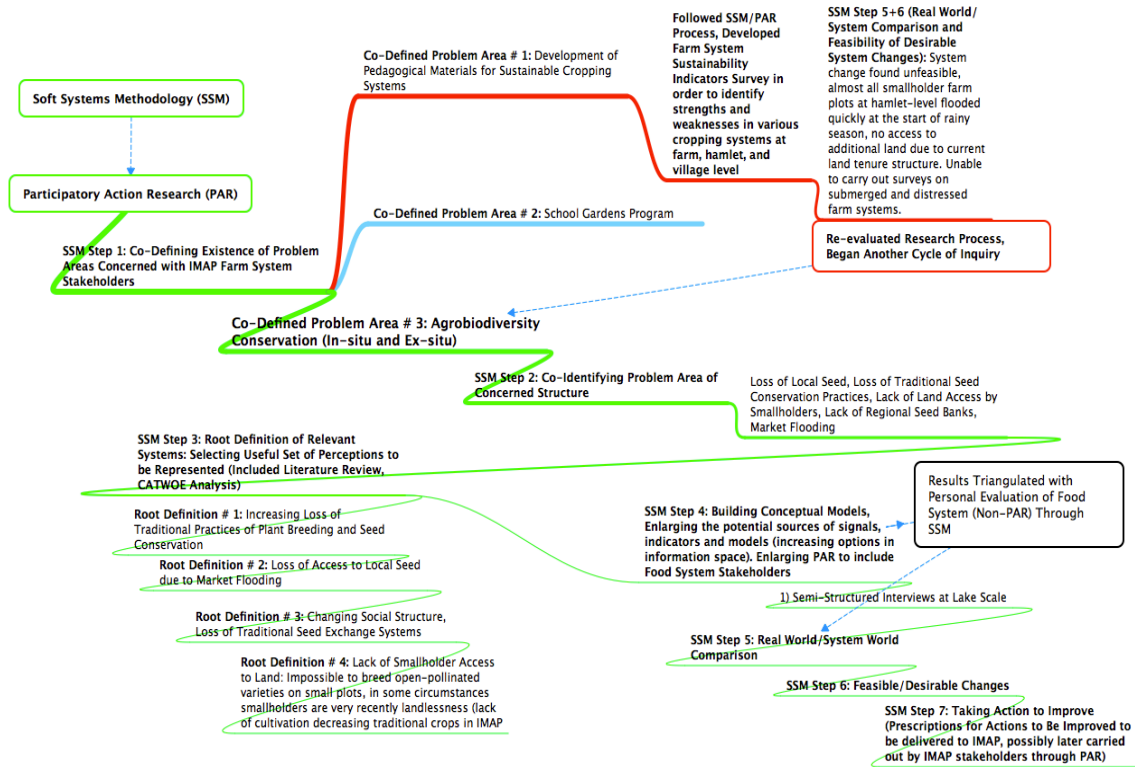 Soft Systems Methodology (SSM)
Participatory Action Research (PAR)
SSM Step 1: Co-Defining Existence of Problem
Areas Concerned with IMAP Farm System
Stakeholders
Co-Defined Problem Area # 1: Development of
Pedagogical Materials for Sustainable Cropping
Systems
Followed SSM/PAR
Process, Developed
Farm System
Sustainability
Indicators Survey in
order to identify
strengths and
weaknesses in various
cropping systems at
farm, hamlet, and
village level
SSM Step 5+6 (Real World/
System Comparison and
Feasibility of Desirable
System Changes): System
change found unfeasible,
almost all smallholder farm
plots at hamlet-level flooded
quickly at the start of rainy
season, no access to
additional land due to current
land tenure structure. Unable
to carry out surveys on
submerged and distressed
farm systems.
Re-evaluated Research Process,
Began Another Cycle of Inquiry
Co-Defined Problem Area # 2: School Gardens Program
Co-Defined Problem Area # 3: Agrobiodiversity
Conservation (In-situ and Ex-situ)
SSM Step 2: Co-Identifying Problem Area of
Concerned Structure
Loss of Local Seed, Loss of Traditional Seed
Conservation Practices, Lack of Land Access by
Smallholders, Lack of Regional Seed Banks,
Market Flooding
SSM Step 3: Root Definition of Relevant
Systems: Selecting Useful Set of Perceptions to
be Represented (Included Literature Review,
CATWOE Analysis)
Root Definition # 1: Increasing Loss of
Traditional Practices of Plant Breeding and Seed
Conservation
Root Definition # 2: Loss of Access to Local Seed
due to Market Flooding
Root Definition # 3: Changing Social Structure,
Loss of Traditional Seed Exchange Systems
Root Definition # 4: Lack of Smallholder Access
to Land: Impossible to breed open-pollinated
varieties on small plots, in some circumstances
smallholders are very recently landlessness (lack
of cultivation decreasing traditional crops in IMAP
SSM Step 4: Building Conceptual Models,
Enlarging the potential sources of signals,
indicators and models (increasing options in
information space). Enlarging PAR to include
Food System Stakeholders
Results Triangulated with
Personal Evaluation of Food
System (Non-PAR) Through
SSM
1) Semi-Structured Interviews at Lake Scale
SSM Step 5: Real World/System World
Comparison
SSM Step 6: Feasible/Desirable Changes
SSM Step 7: Taking Action to Improve
(Prescriptions for Actions to Be Improved to
be delivered to IMAP, possibly later carried
out by IMAP stakeholders through PAR)